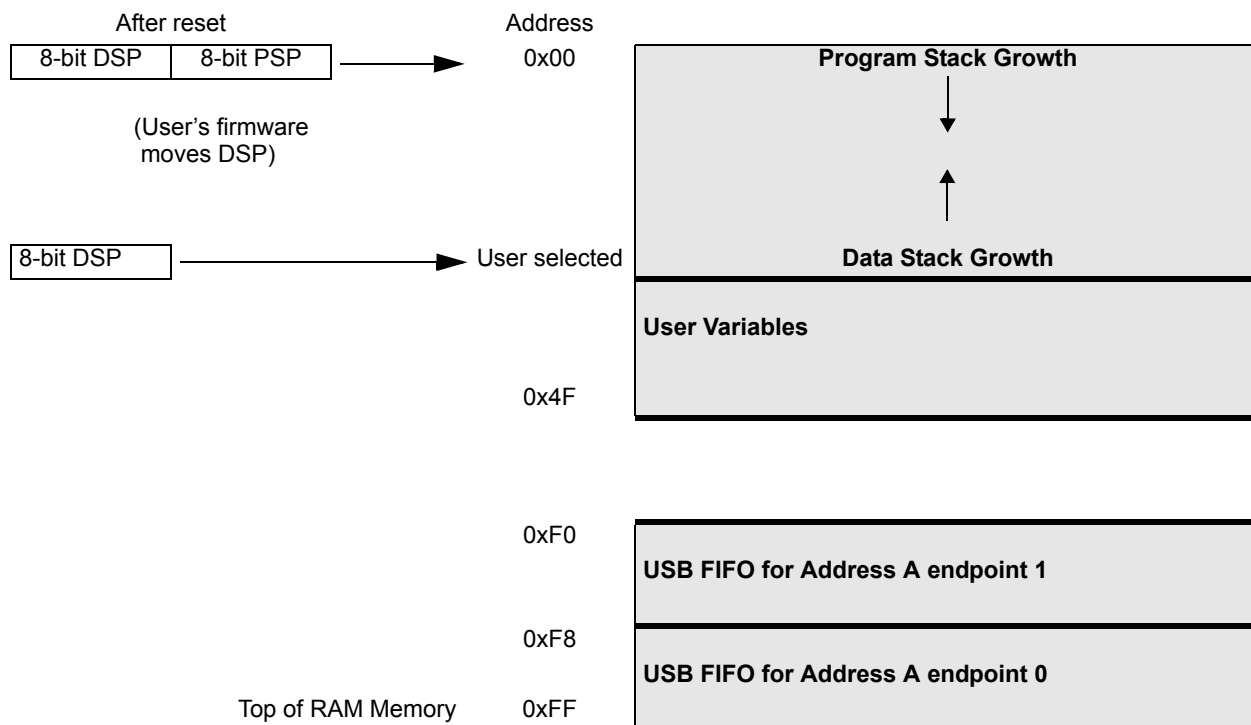 After reset
Address
8-bit DSP 8-bit PSP
0x00
Program Stack Growth
(User’s firmware
moves DSP)
8-bit DSP
User selected
Data Stack Growth
User Variables
0x4F
0xF0
USB FIFO for Address A endpoint 1
0xF8
USB FIFO for Address A endpoint 0
Top of RAM Memory
0xFF